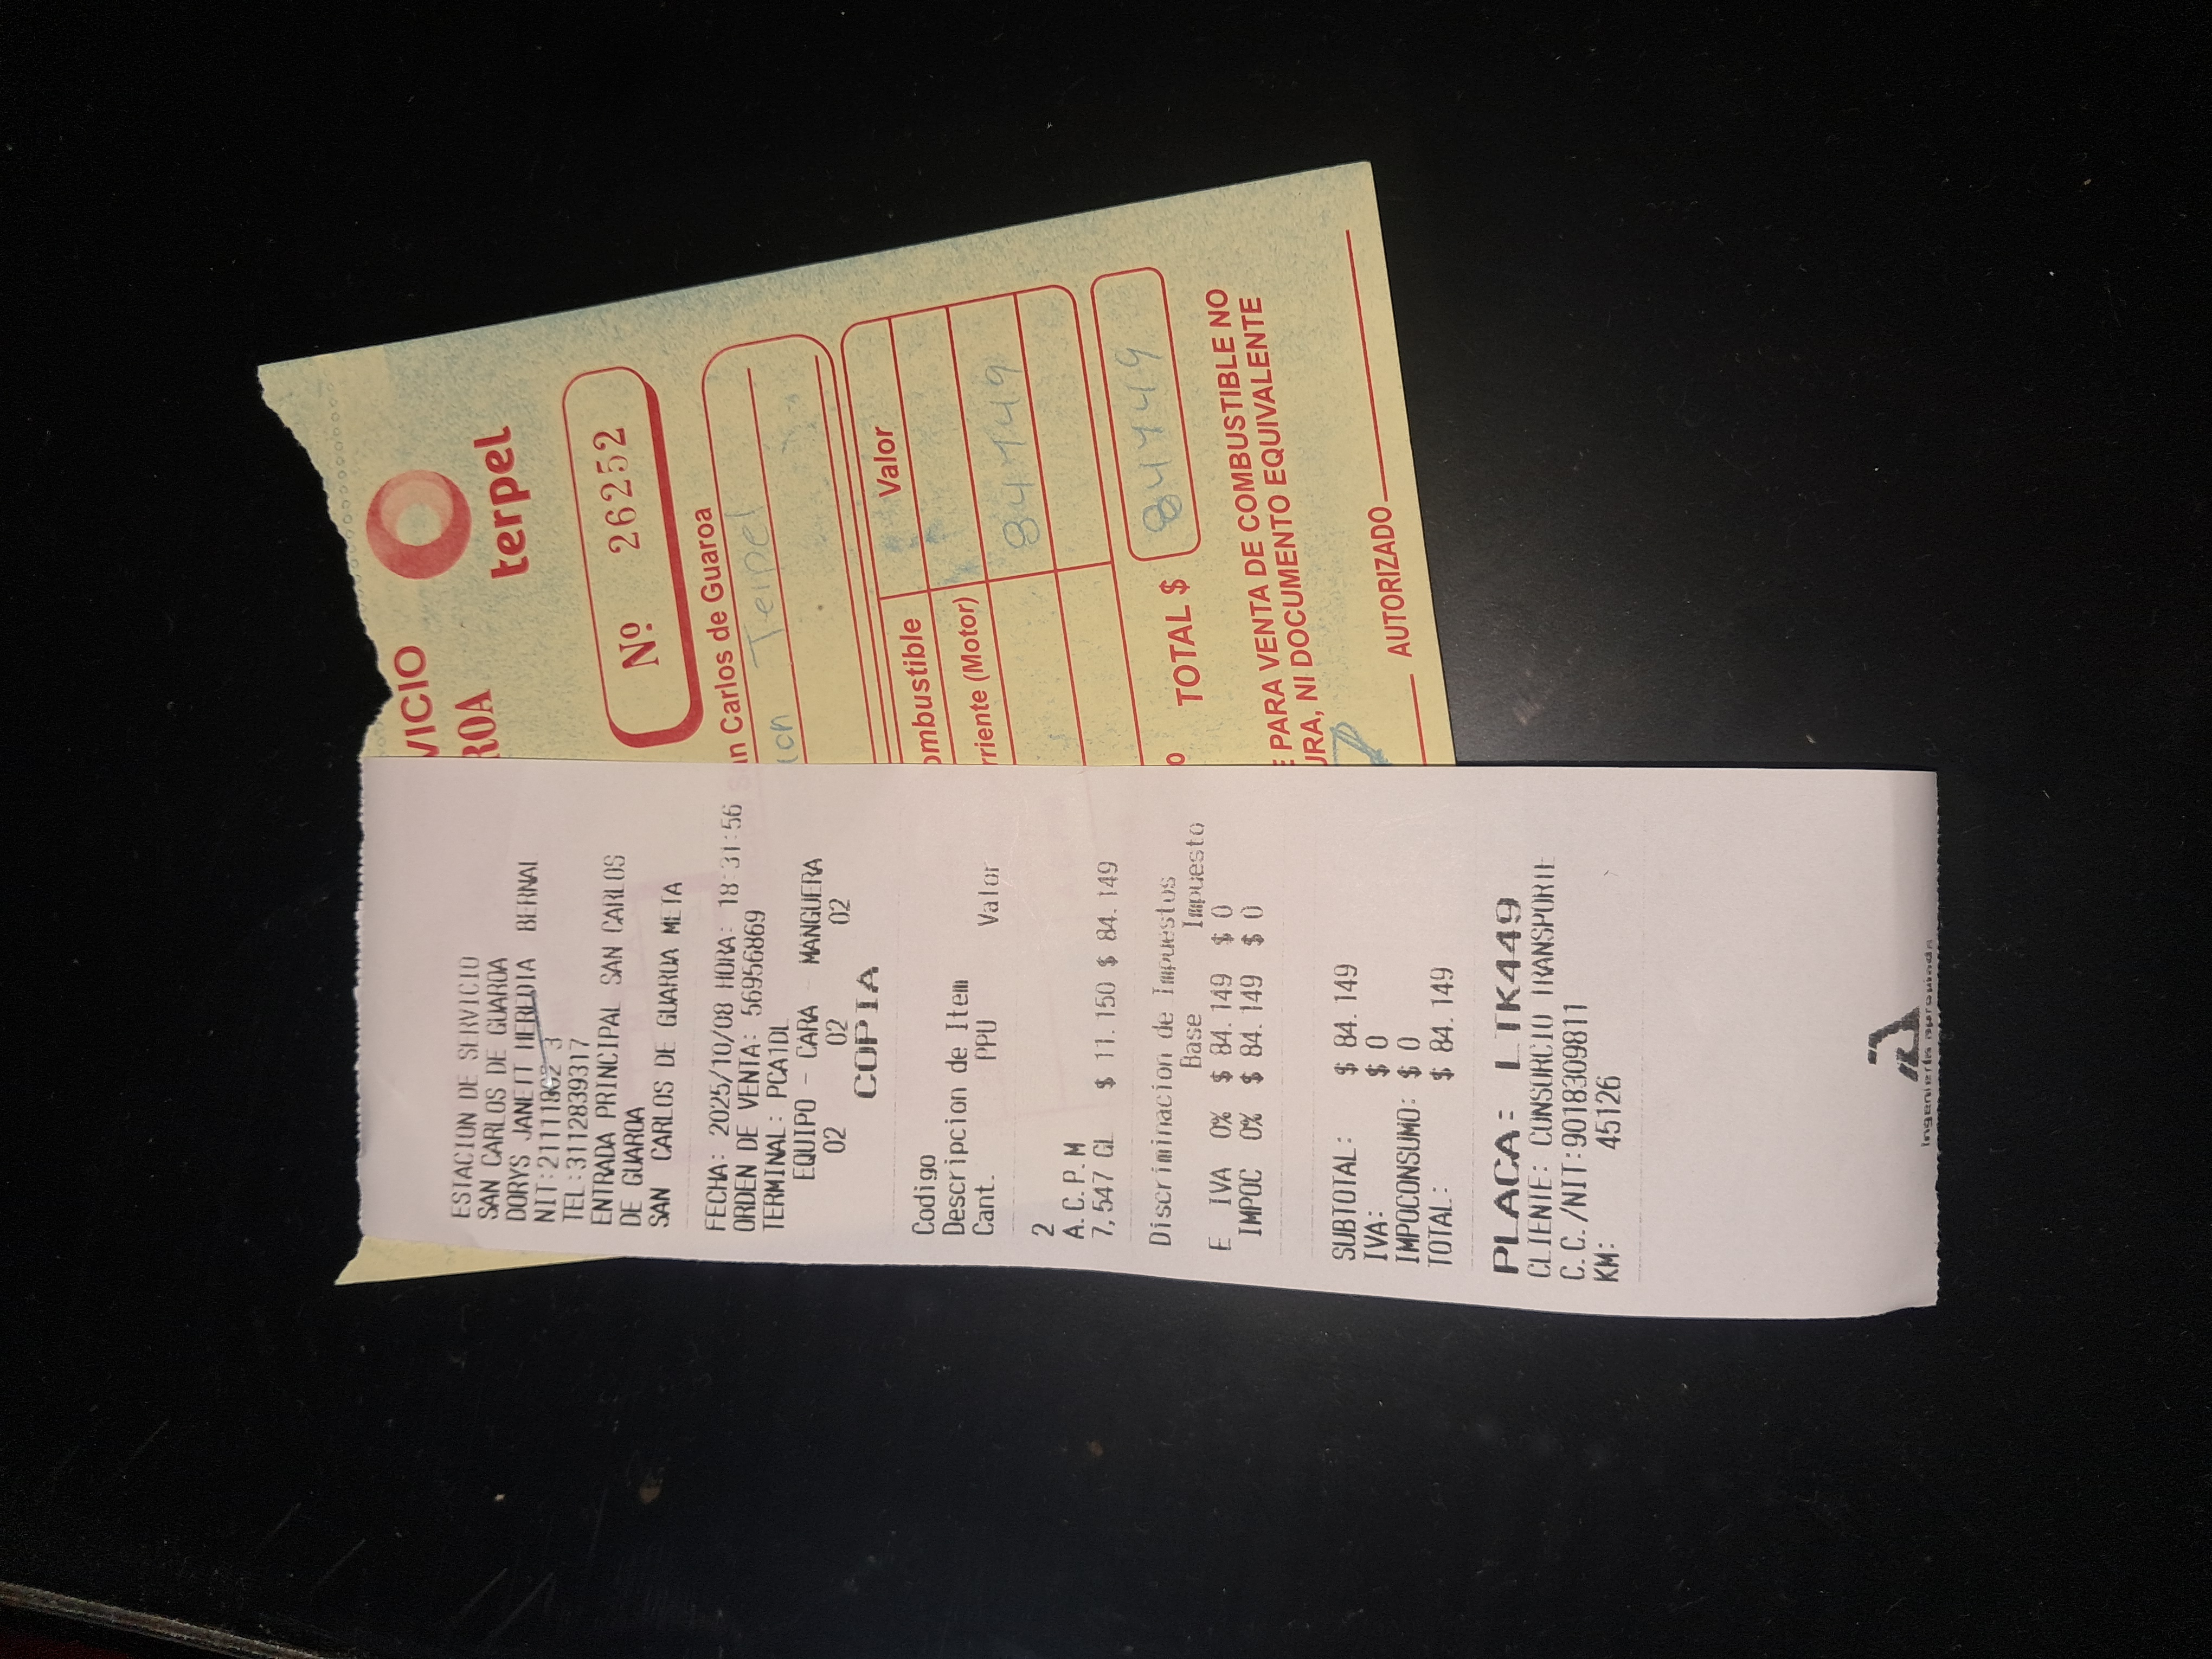 VICIO
ROA
terpel
Nº 26252
n Carlos de Guaroa
Terpel
ombustible Valor
rriente (Motor)
TOTAL $
PARA VENTA DE COMBUSTIBLE NO
URA, NI DOCUMENTO EQUIVALENTE
AUTORIZADO
ESTACION DE SERVICIO
SAN CARLOS DE GUAROA
DORYS JANETT HEREDIA BERNAL
TEL:3112839317
ENTRADA PRINCIPAL SAN CARLOS
DE GUAROA
SAN CARLOS DE GUAROA META
FECHA: 2025/10/08 HORA: 18:31:56
ORDEN DE VENTA: 56956869
TERMINAL: PCA1DL
EQUIPO - CARA - MANGUERA
02 02 02
COPIA
Codigo
Descripcion de Item
Cant. PPU Valor
2
A.C.P.M
7,547 GL $ 11.150 $ 84.149
Discriminacion de Impuestos
Base Impuesto
E IVA 0% $ 84.149 $ 0
IMPOC 0% $ 84.149 $ 0
SUBTOTAL: $ 84.149
IVA: $ 0
IMPOCONSUMO: $ 0
TOTAL: $ 84.149
PLACA: LTK449
CLIENTE: CONSORCIO TRANSPORTE
C.C./NIT:9018309811
KM: 45126